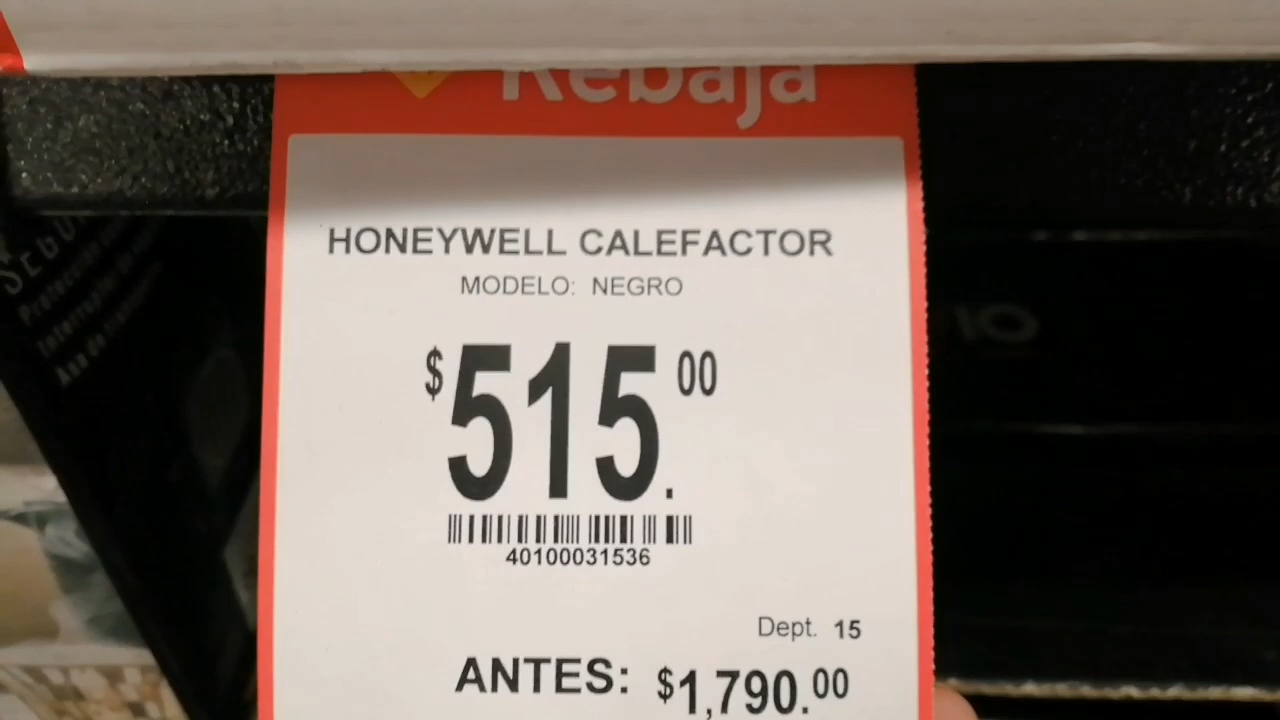 Rebaja
HONEYWELL CALEFACTOR
MODELO: NEGRO
$515.00
40100031536
Dept. 15
ANTES: $1,790.00